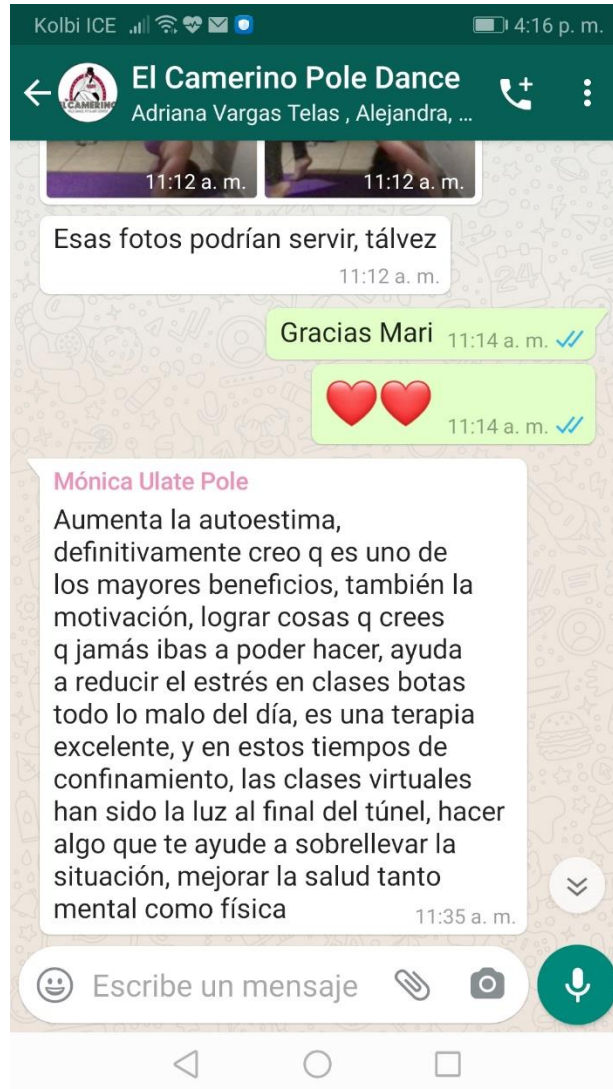 Kolbi ICE 4:16 p. m.
El Camerino Pole Dance
Adriana Vargas Telas , Alejandra, ...
11:12 a. m. 11:12 a. m.
Esas fotos podrían servir, tálvez
11:12 a. m.
Gracias Mari 11:14 a. m.
11:14 a. m.
Mónica Ulate Pole
Aumenta la autoestima,
definitivamente creo q es uno de
los mayores beneficios, también la
motivación, lograr cosas q crees
q jamás ibas a poder hacer, ayuda
a reducir el estrés en clases botas
todo lo malo del día, es una terapia
excelente, y en estos tiempos de
confinamiento, las clases virtuales
han sido la luz al final del túnel, hacer
algo que te ayude a sobrellevar la
situación, mejorar la salud tanto
mental como física
11:35 a. m.
Escribe un mensaje